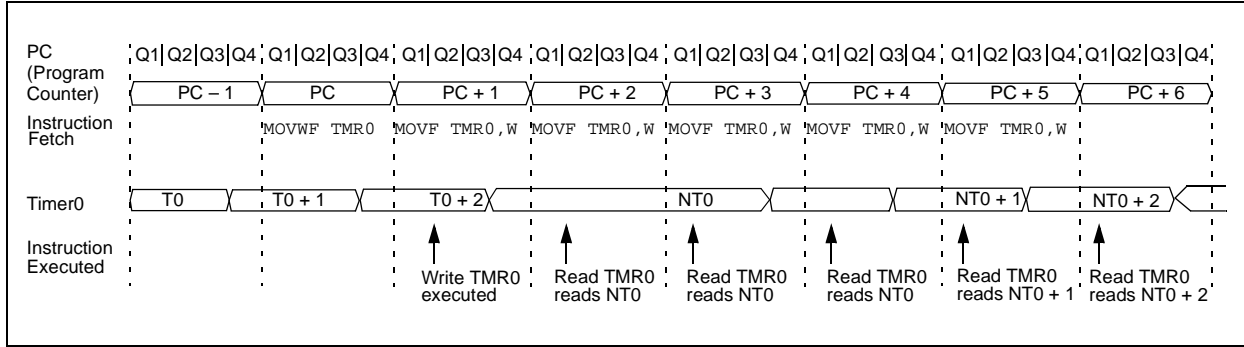 PC (Program Counter)
Q1 Q2 Q3 Q4 Q1 Q2 Q3 Q4 Q1 Q2 Q3 Q4 Q1 Q2 Q3 Q4 Q1 Q2 Q3 Q4 Q1 Q2 Q3 Q4 Q1 Q2 Q3 Q4 Q1 Q2 Q3 Q4
PC – 1 PC PC + 1 PC + 2 PC + 3 PC + 4 PC + 5 PC + 6
Instruction Fetch
MOVWF TMR0 MOVF TMR0,W MOVF TMR0,W MOVF TMR0,W MOVF TMR0,W MOVF TMR0,W
Timer0
T0 T0 + 1 T0 + 2 NT0 NT0 + 1 NT0 + 2
Instruction Executed
Write TMR0 executed
Read TMR0 reads NT0
Read TMR0 reads NT0
Read TMR0 reads NT0
Read TMR0 reads NT0 + 1
Read TMR0 reads NT0 + 2